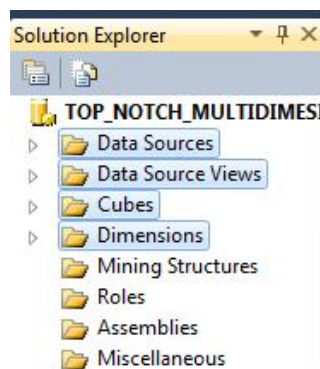 Solution Explorer
TOP_NOTCH_MULTIDIMES
Data Sources
Data Source Views
Cubes
Dimensions
Mining Structures
Roles
Assemblies
Miscellaneous